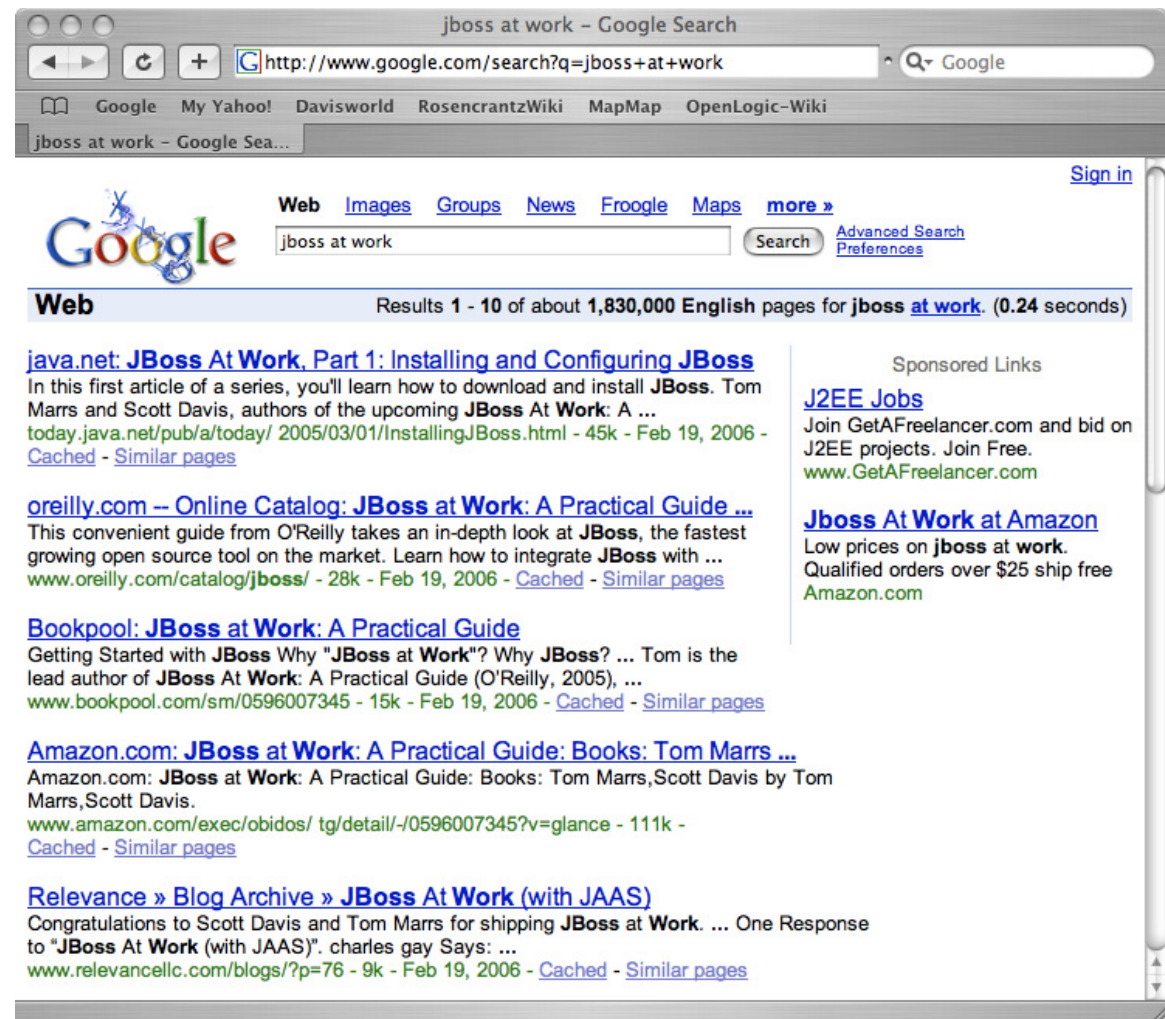 jboss at work – Google Search
http://www.google.com/search?q=jboss+at+work
Google
Google My Yahoo! Davisworld RosencrantzWiki MapMap OpenLogic-Wiki
jboss at work – Google Sea...
Sign in
Google
Web Images Groups News Froogle Maps more »
jboss at work Search Advanced Search
Preferences
Web Results 1 - 10 of about 1,830,000 English pages for jboss at work. (0.24 seconds)
java.net: JBoss At Work, Part 1: Installing and Configuring JBoss
In this first article of a series, you'll learn how to download and install JBoss. Tom
Marrs and Scott Davis, authors of the upcoming JBoss At Work: A ...
today.java.net/pub/a/today/ 2005/03/01/InstallingJBoss.html - 45k - Feb 19, 2006 -
Cached - Similar pages
oreilly.com -- Online Catalog: JBoss at Work: A Practical Guide ...
This convenient guide from O'Reilly takes an in-depth look at JBoss, the fastest
growing open source tool on the market. Learn how to integrate JBoss with ...
www.oreilly.com/catalog/jboss/ - 28k - Feb 19, 2006 - Cached - Similar pages
Bookpool: JBoss at Work: A Practical Guide
Getting Started with JBoss Why "JBoss at Work"? Why JBoss? ... Tom is the
lead author of JBoss At Work: A Practical Guide (O'Reilly, 2005), ...
www.bookpool.com/sm/0596007345 - 15k - Feb 19, 2006 - Cached - Similar pages
Amazon.com: JBoss at Work: A Practical Guide: Books: Tom Marrs ...
Amazon.com: JBoss at Work: A Practical Guide: Books: Tom Marrs,Scott Davis by Tom
Marrs,Scott Davis.
www.amazon.com/exec/obidos/ tg/detail/-/0596007345?v=glance - 111k -
Cached - Similar pages
Relevance » Blog Archive » JBoss At Work (with JAAS)
Congratulations to Scott Davis and Tom Marrs for shipping JBoss at Work. ... One Response
to “JBoss At Work (with JAAS)”. charles gay Says: ...
www.relevancellc.com/blogs/?p=76 - 9k - Feb 19, 2006 - Cached - Similar pages
Sponsored Links
J2EE Jobs
Join GetAFreelancer.com and bid on
J2EE projects. Join Free.
www.GetAFreelancer.com
Jboss At Work at Amazon
Low prices on jboss at work.
Qualified orders over $25 ship free
Amazon.com